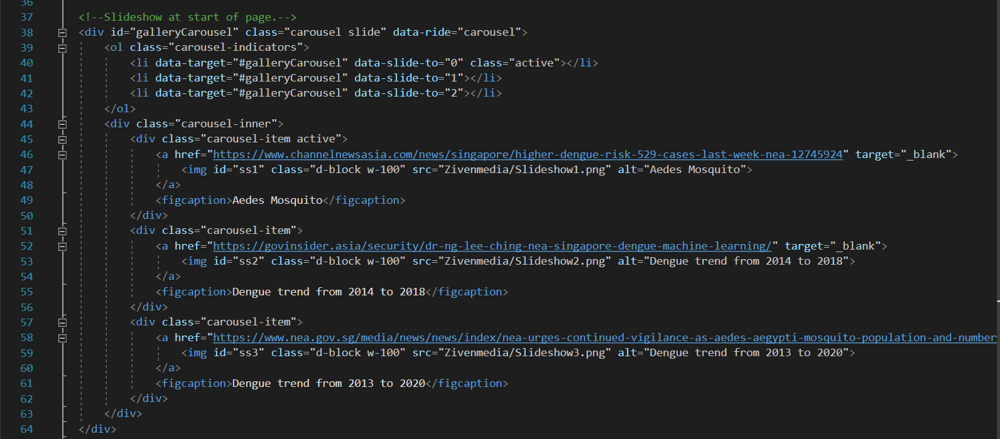 36
37 <!--Slideshow at start of page.-->
38 <div id="galleryCarousel" class="carousel slide" data-ride="carousel">
39 <ol class="carousel-indicators">
40 <li data-target="#galleryCarousel" data-slide-to="0" class="active"></li>
41 <li data-target="#galleryCarousel" data-slide-to="1"></li>
42 <li data-target="#galleryCarousel" data-slide-to="2"></li>
43 </ol>
44 <div class="carousel-inner">
45 <div class="carousel-item active">
46 <a href="https://www.channelnewsasia.com/news/singapore/higher-dengue-risk-529-cases-last-week-nea-12745924" target="_blank">
47 <img id="ss1" class="d-block w-100" src="Zivenmedia/Slideshow1.png" alt="Aedes Mosquito">
48 </a>
49 <figcaption>Aedes Mosquito</figcaption>
50 </div>
51 <div class="carousel-item">
52 <a href="https://govinsider.asia/security/dr-ng-lee-ching-nea-singapore-dengue-machine-learning/" target="_blank">
53 <img id="ss2" class="d-block w-100" src="Zivenmedia/Slideshow2.png" alt="Dengue trend from 2014 to 2018">
54 </a>
55 <figcaption>Dengue trend from 2014 to 2018</figcaption>
56 </div>
57 <div class="carousel-item">
58 <a href="https://www.nea.gov.sg/media/news/news/index/nea-urges-continued-vigilance-as-aedes-aegypti-mosquito-population-and-number
59 <img id="ss3" class="d-block w-100" src="Zivenmedia/Slideshow3.png" alt="Dengue trend from 2013 to 2020">
60 </a>
61 <figcaption>Dengue trend from 2013 to 2020</figcaption>
62 </div>
63 </div>
64 </div>